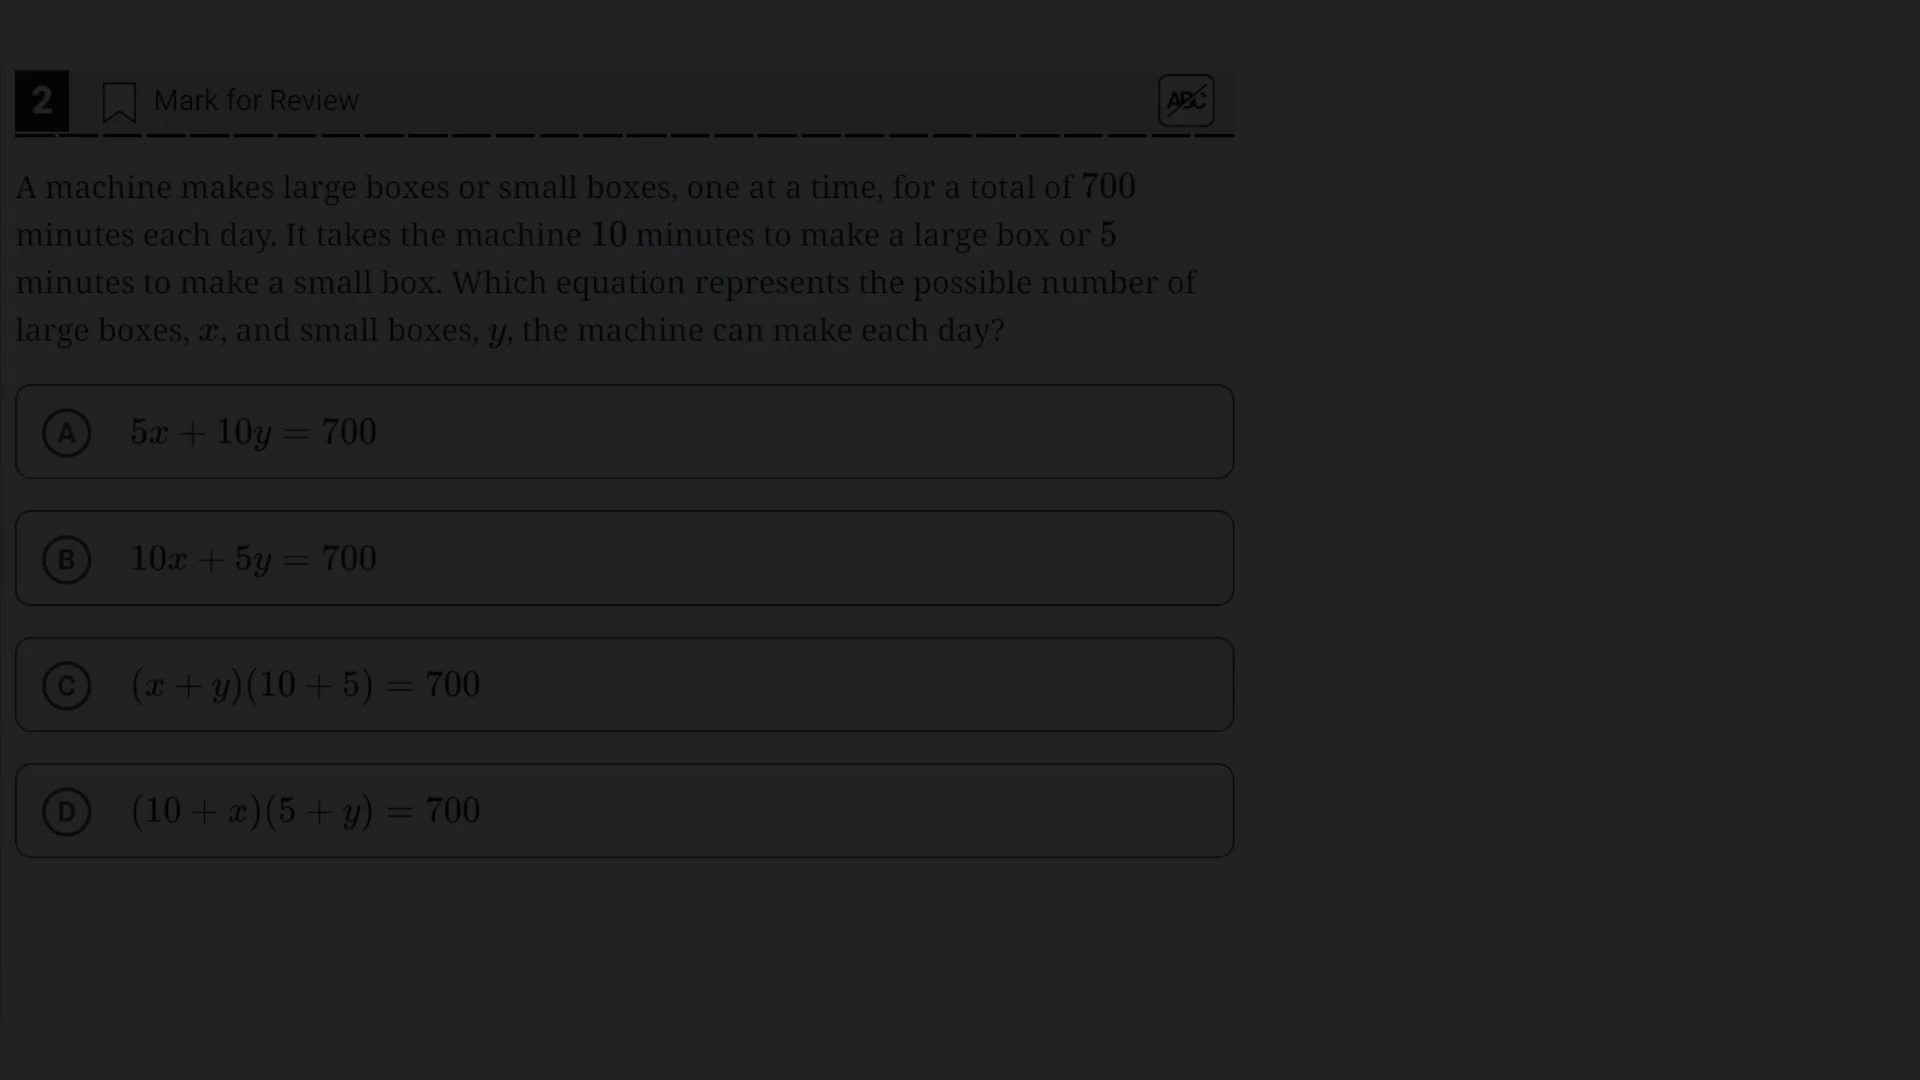 2 Mark for Review ABC
A machine makes large boxes or small boxes, one at a time, for a total of 700
minutes each day. It takes the machine 10 minutes to make a large box or 5
minutes to make a small box. Which equation represents the possible number of
large boxes, x, and small boxes, y, the machine can make each day?
A 5x + 10y = 700
B 10x + 5y = 700
C (x + y)(10 + 5) = 700
D (10 + x)(5 + y) = 700